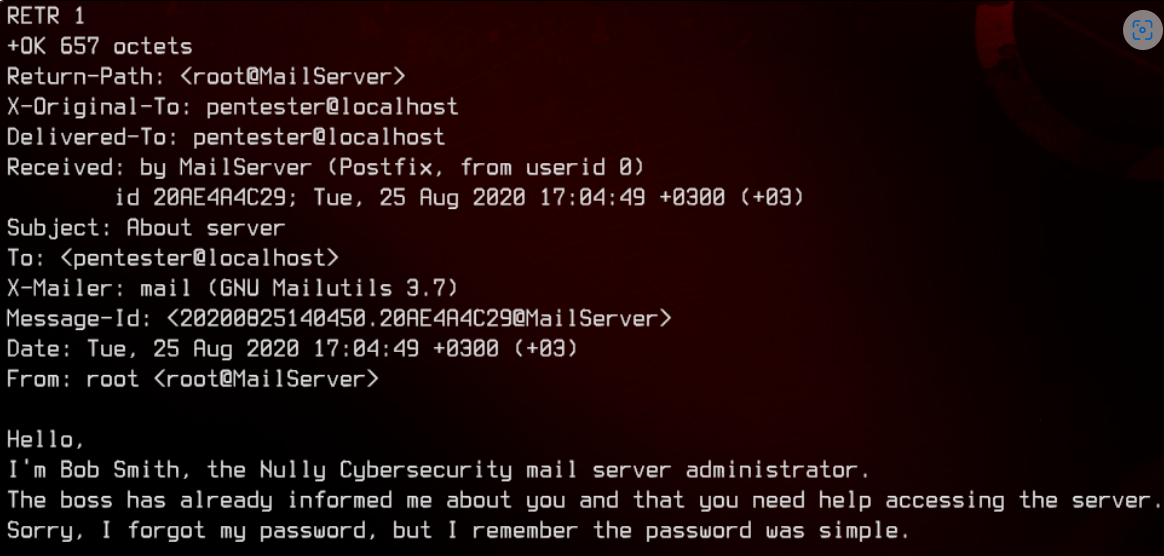 RETR 1
+OK 657 octets
Return-Path: <root@MailServer>
X-Original-To: pentester@localhost
Delivered-To: pentester@localhost
Received: by MailServer (Postfix, from userid 0)
        id 20AE4A4C29; Tue, 25 Aug 2020 17:04:49 +0300 (+03)
Subject: About server
To: <pentester@localhost>
X-Mailer: mail (GNU Mailutils 3.7)
Message-Id: <20200825140450.20AE4A4C29@MailServer>
Date: Tue, 25 Aug 2020 17:04:49 +0300 (+03)
From: root <root@MailServer>

Hello,
I'm Bob Smith, the Nully Cybersecurity mail server administrator.
The boss has already informed me about you and that you need help accessing the server.
Sorry, I forgot my password, but I remember the password was simple.